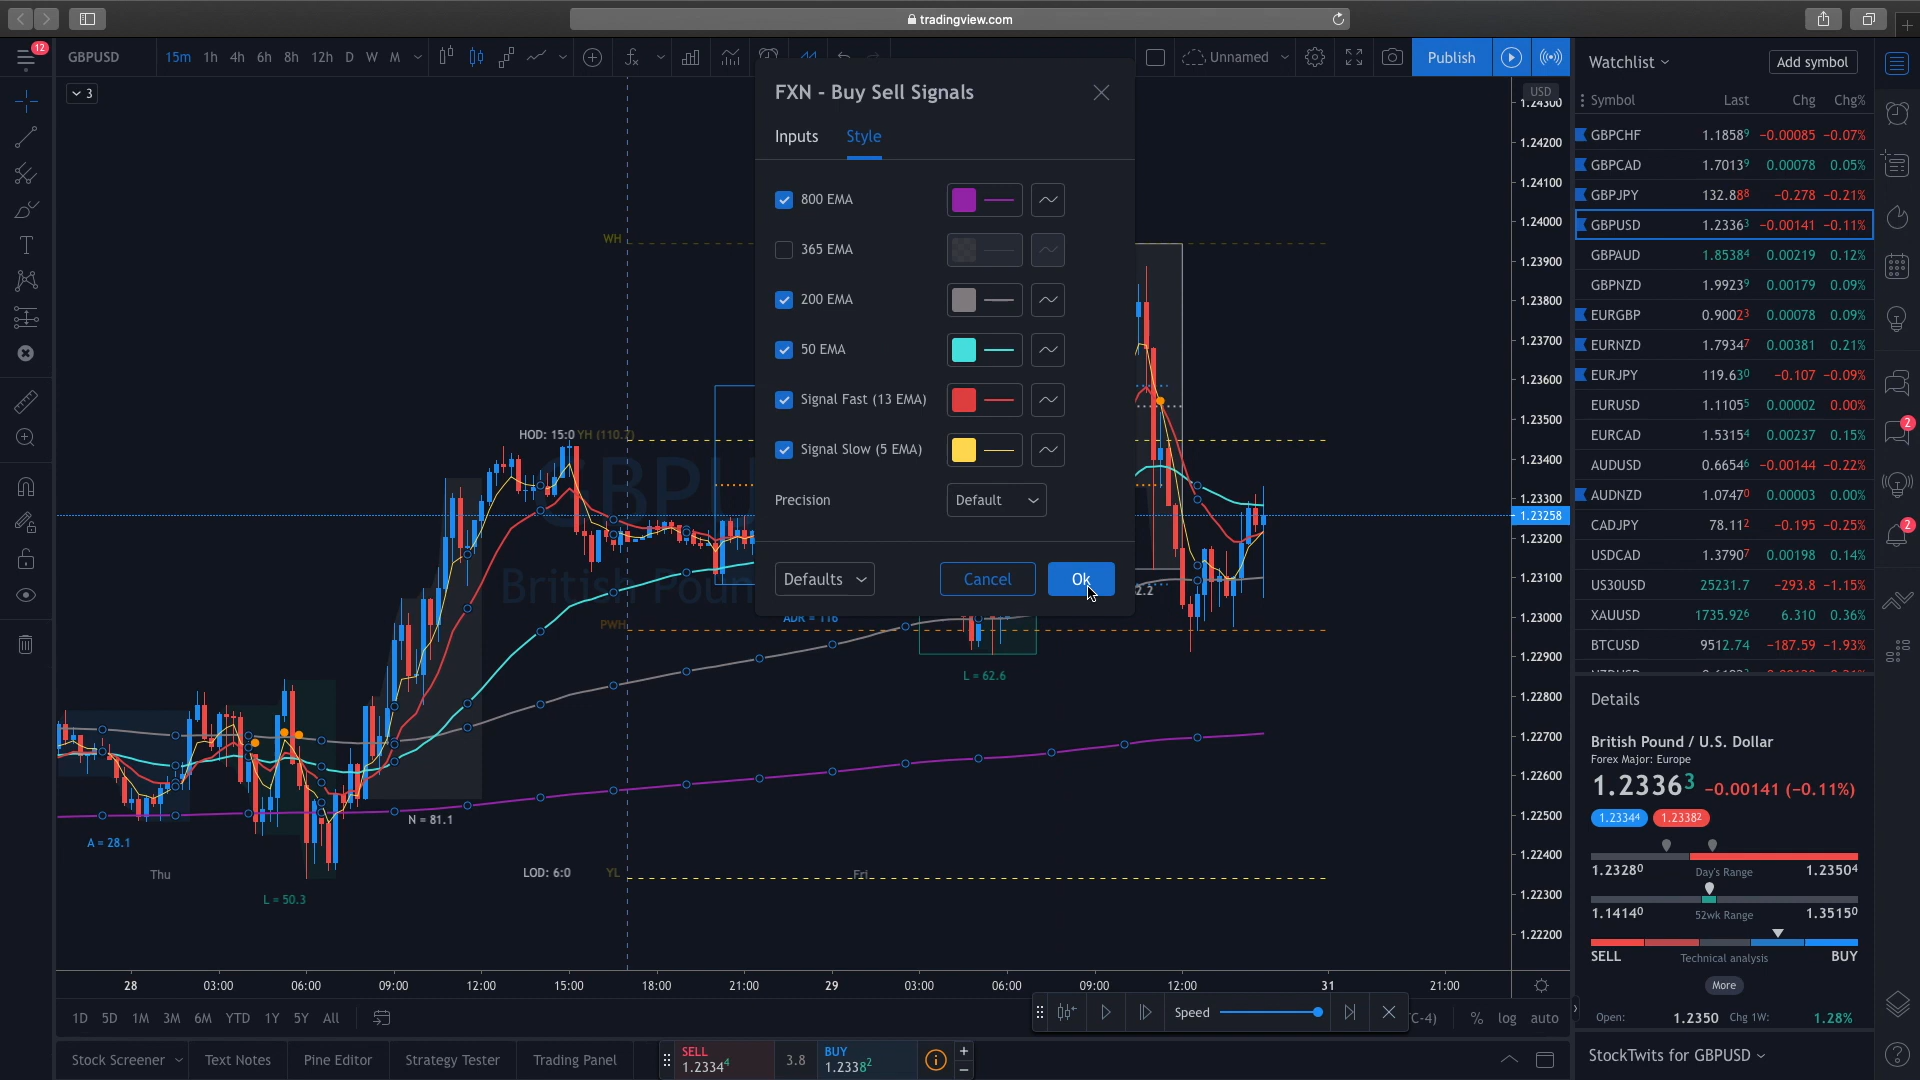 tradingview.com
12
GBPUSD
15m 1h 4h 6h 8h 12h D W M
Unnamed
Publish
3
FXN - Buy Sell Signals
Inputs Style
800 EMA
365 EMA
200 EMA
50 EMA
Signal Fast (13 EMA)
Signal Slow (5 EMA)
Precision Default
Defaults Cancel Ok
WH
HOD: 15:0 YH
PWH
ADR = 116
L = 62.6
N = 81.1
A = 28.1
Thu
LOD: 6:0 YL
Fri
L = 50.3
British Poun
USD
1.24300
1.24200
1.24100
1.24000
1.23900
1.23800
1.23700
1.23600
1.23500
1.23400
1.23300
1.23258
1.23200
1.23100
1.23000
1.22900
1.22800
1.22700
1.22600
1.22500
1.22400
1.22300
1.22200
28 03:00 06:00 09:00 12:00 15:00 18:00 21:00 29 03:00 06:00 09:00 12:00 31 21:00
1D 5D 1M 3M 6M YTD 1Y 5Y All
Speed
% log auto
Stock Screener Text Notes Pine Editor Strategy Tester Trading Panel
SELL
1.23344
3.8
BUY
1.23382
Watchlist Add symbol
Symbol Last Chg Chg%
GBPCHF 1.18589 −0.00085 −0.07%
GBPCAD 1.70139 0.00078 0.05%
GBPJPY 132.888 −0.278 −0.21%
GBPUSD 1.23363 −0.00141 −0.11%
GBPAUD 1.85384 0.00219 0.12%
GBPNZD 1.99239 0.00179 0.09%
EURGBP 0.90023 0.00078 0.09%
EURNZD 1.79347 0.00381 0.21%
EURJPY 119.630 −0.107 −0.09%
EURUSD 1.11055 0.00002 0.00%
EURCAD 1.53154 0.00237 0.15%
AUDUSD 0.66546 −0.00144 −0.22%
AUDNZD 1.07470 0.00003 0.00%
CADJPY 78.112 −0.195 −0.25%
USDCAD 1.37907 0.00198 0.14%
US30USD 25231.7 −293.8 −1.15%
XAUUSD 1735.926 6.310 0.36%
BTCUSD 9512.74 −187.59 −1.93%
Details
British Pound / U.S. Dollar
Forex Major: Europe
1.23363 −0.00141 (−0.11%)
1.23344 1.23382
1.23280 Day's Range 1.23504
1.14140 52wk Range 1.35150
SELL Technical analysis BUY
More
Open: 1.2350 Chg 1W: 1.28%
StockTwits for GBPUSD
2
2